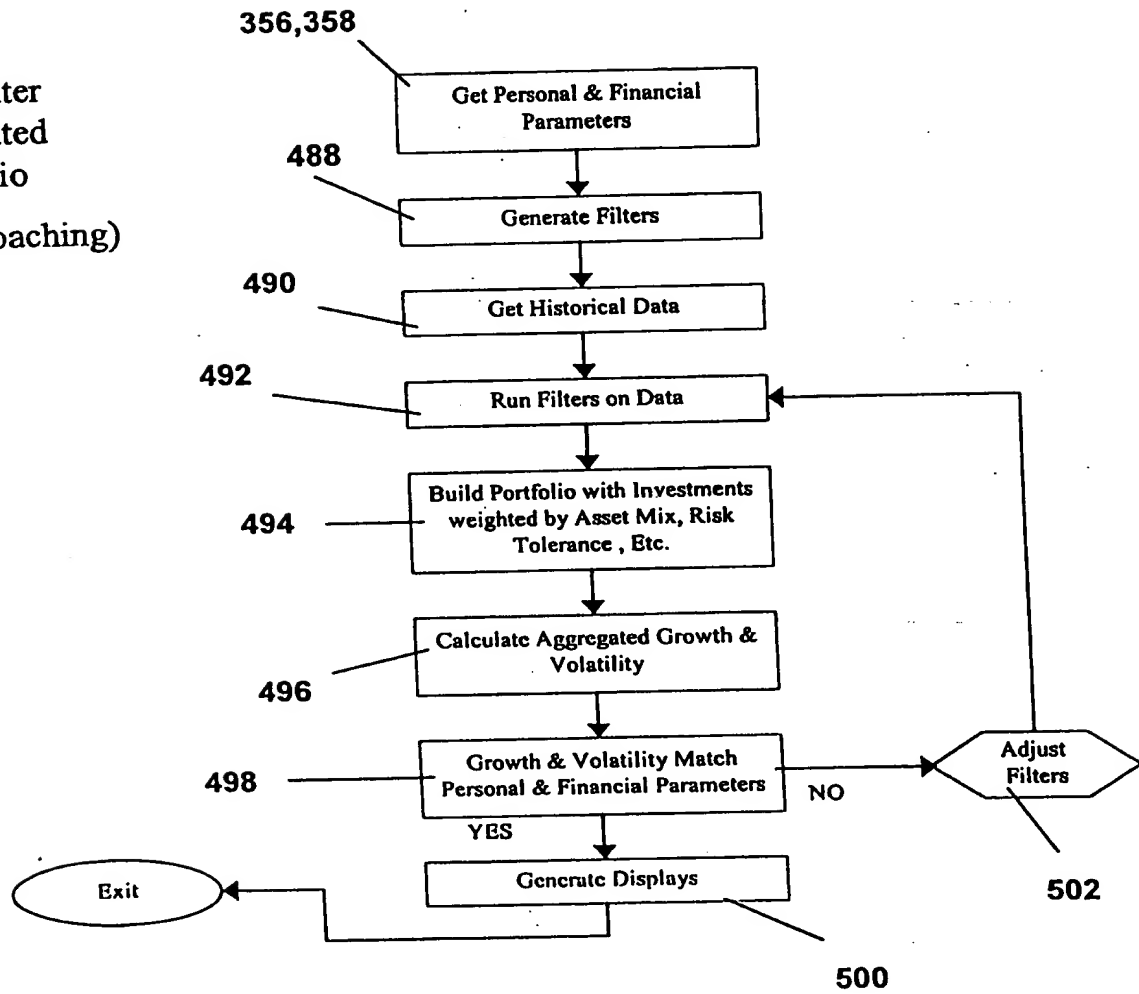 356,358
ter
ted
io
oaching)
Get Personal & Financial
Parameters
488
Generate Filters
490
Get Historical Data
492
Run Filters on Data
494
Build Portfolio with Investments
weighted by Asset Mix, Risk
Tolerance , Etc.
496
Calculate Aggregated Growth &
Volatility
498
Growth & Volatility Match
Personal & Financial Parameters
NO
Adjust
Filters
502
YES
Generate Displays
Exit
500